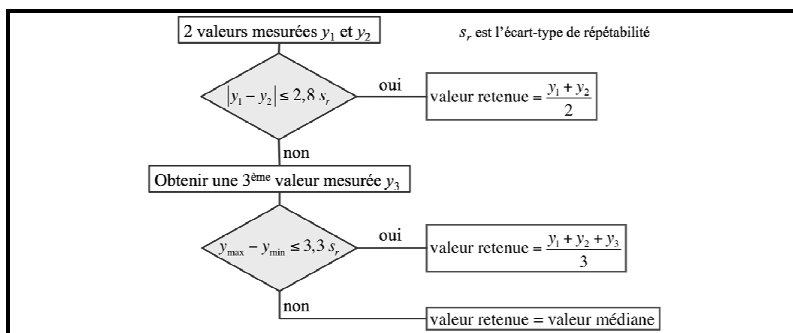 2 valeurs mesurées y₁ et y₂
sᵣ est l'écart-type de répétabilité
|y₁ − y₂| ≤ 2,8 sᵣ
oui
valeur retenue = (y₁ + y₂)/2
non
Obtenir une 3ème valeur mesurée y₃
y_max − y_min ≤ 3,3 sᵣ
oui
valeur retenue = (y₁ + y₂ + y₃)/3
non
valeur retenue = valeur médiane